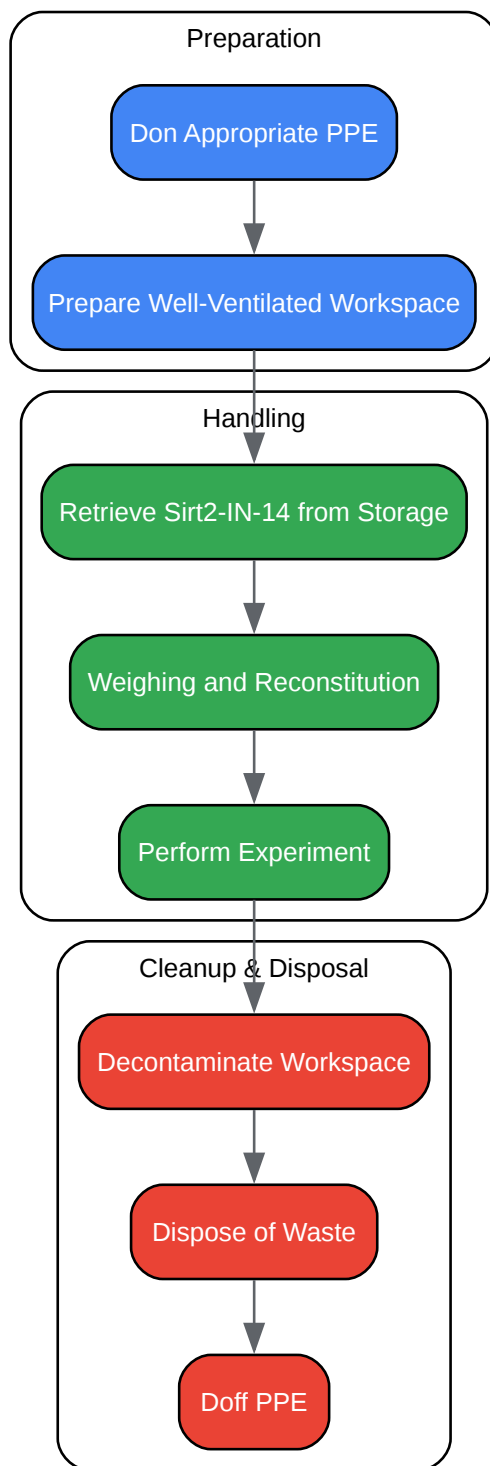 Preparation
Don Appropriate PPE
Prepare Well-Ventilated Workspace
Handling
Retrieve Sirt2-IN-14 from Storage
Weighing and Reconstitution
Perform Experiment
Cleanup & Disposal
Decontaminate Workspace
Dispose of Waste
Doff PPE